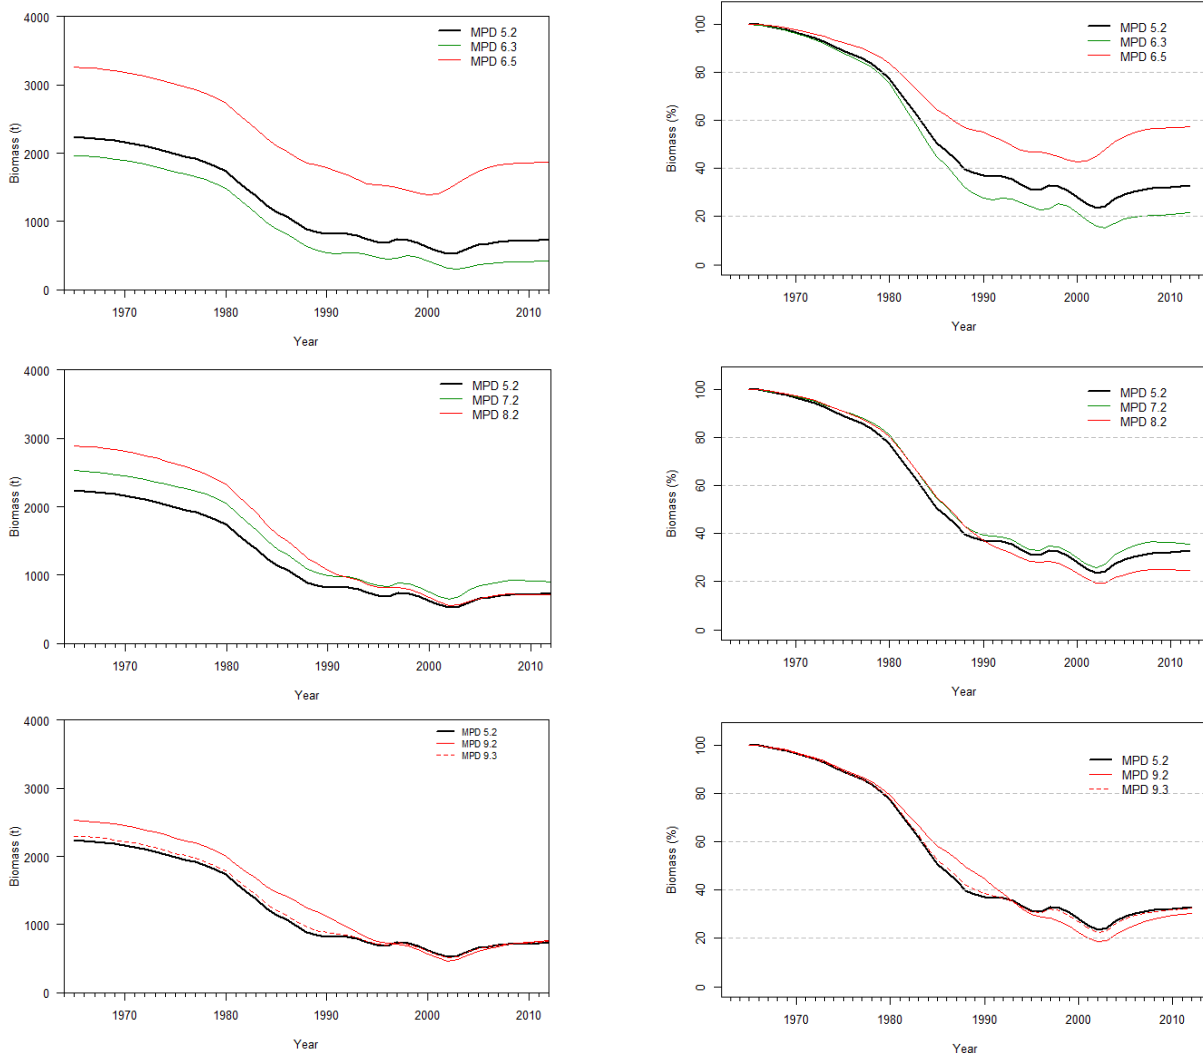 4000
3000
2000
1000
0
Biomass (t)
MPD 5.2
MPD 6.3
MPD 6.5
1970
1980
1990
2000
2010
Year
100
80
60
40
20
0
Biomass (%)
MPD 5.2
MPD 6.3
MPD 6.5
1970
1980
1990
2000
2010
Year
4000
3000
2000
1000
0
Biomass (t)
MPD 5.2
MPD 7.2
MPD 8.2
1970
1980
1990
2000
2010
Year
100
80
60
40
20
0
Biomass (%)
MPD 5.2
MPD 7.2
MPD 8.2
1970
1980
1990
2000
2010
Year
4000
3000
2000
1000
0
Biomass (t)
MPD 5.2
MPD 9.2
MPD 9.3
1970
1980
1990
2000
2010
Year
100
80
60
40
20
0
Biomass (%)
MPD 5.2
MPD 9.2
MPD 9.3
1970
1980
1990
2000
2010
Year